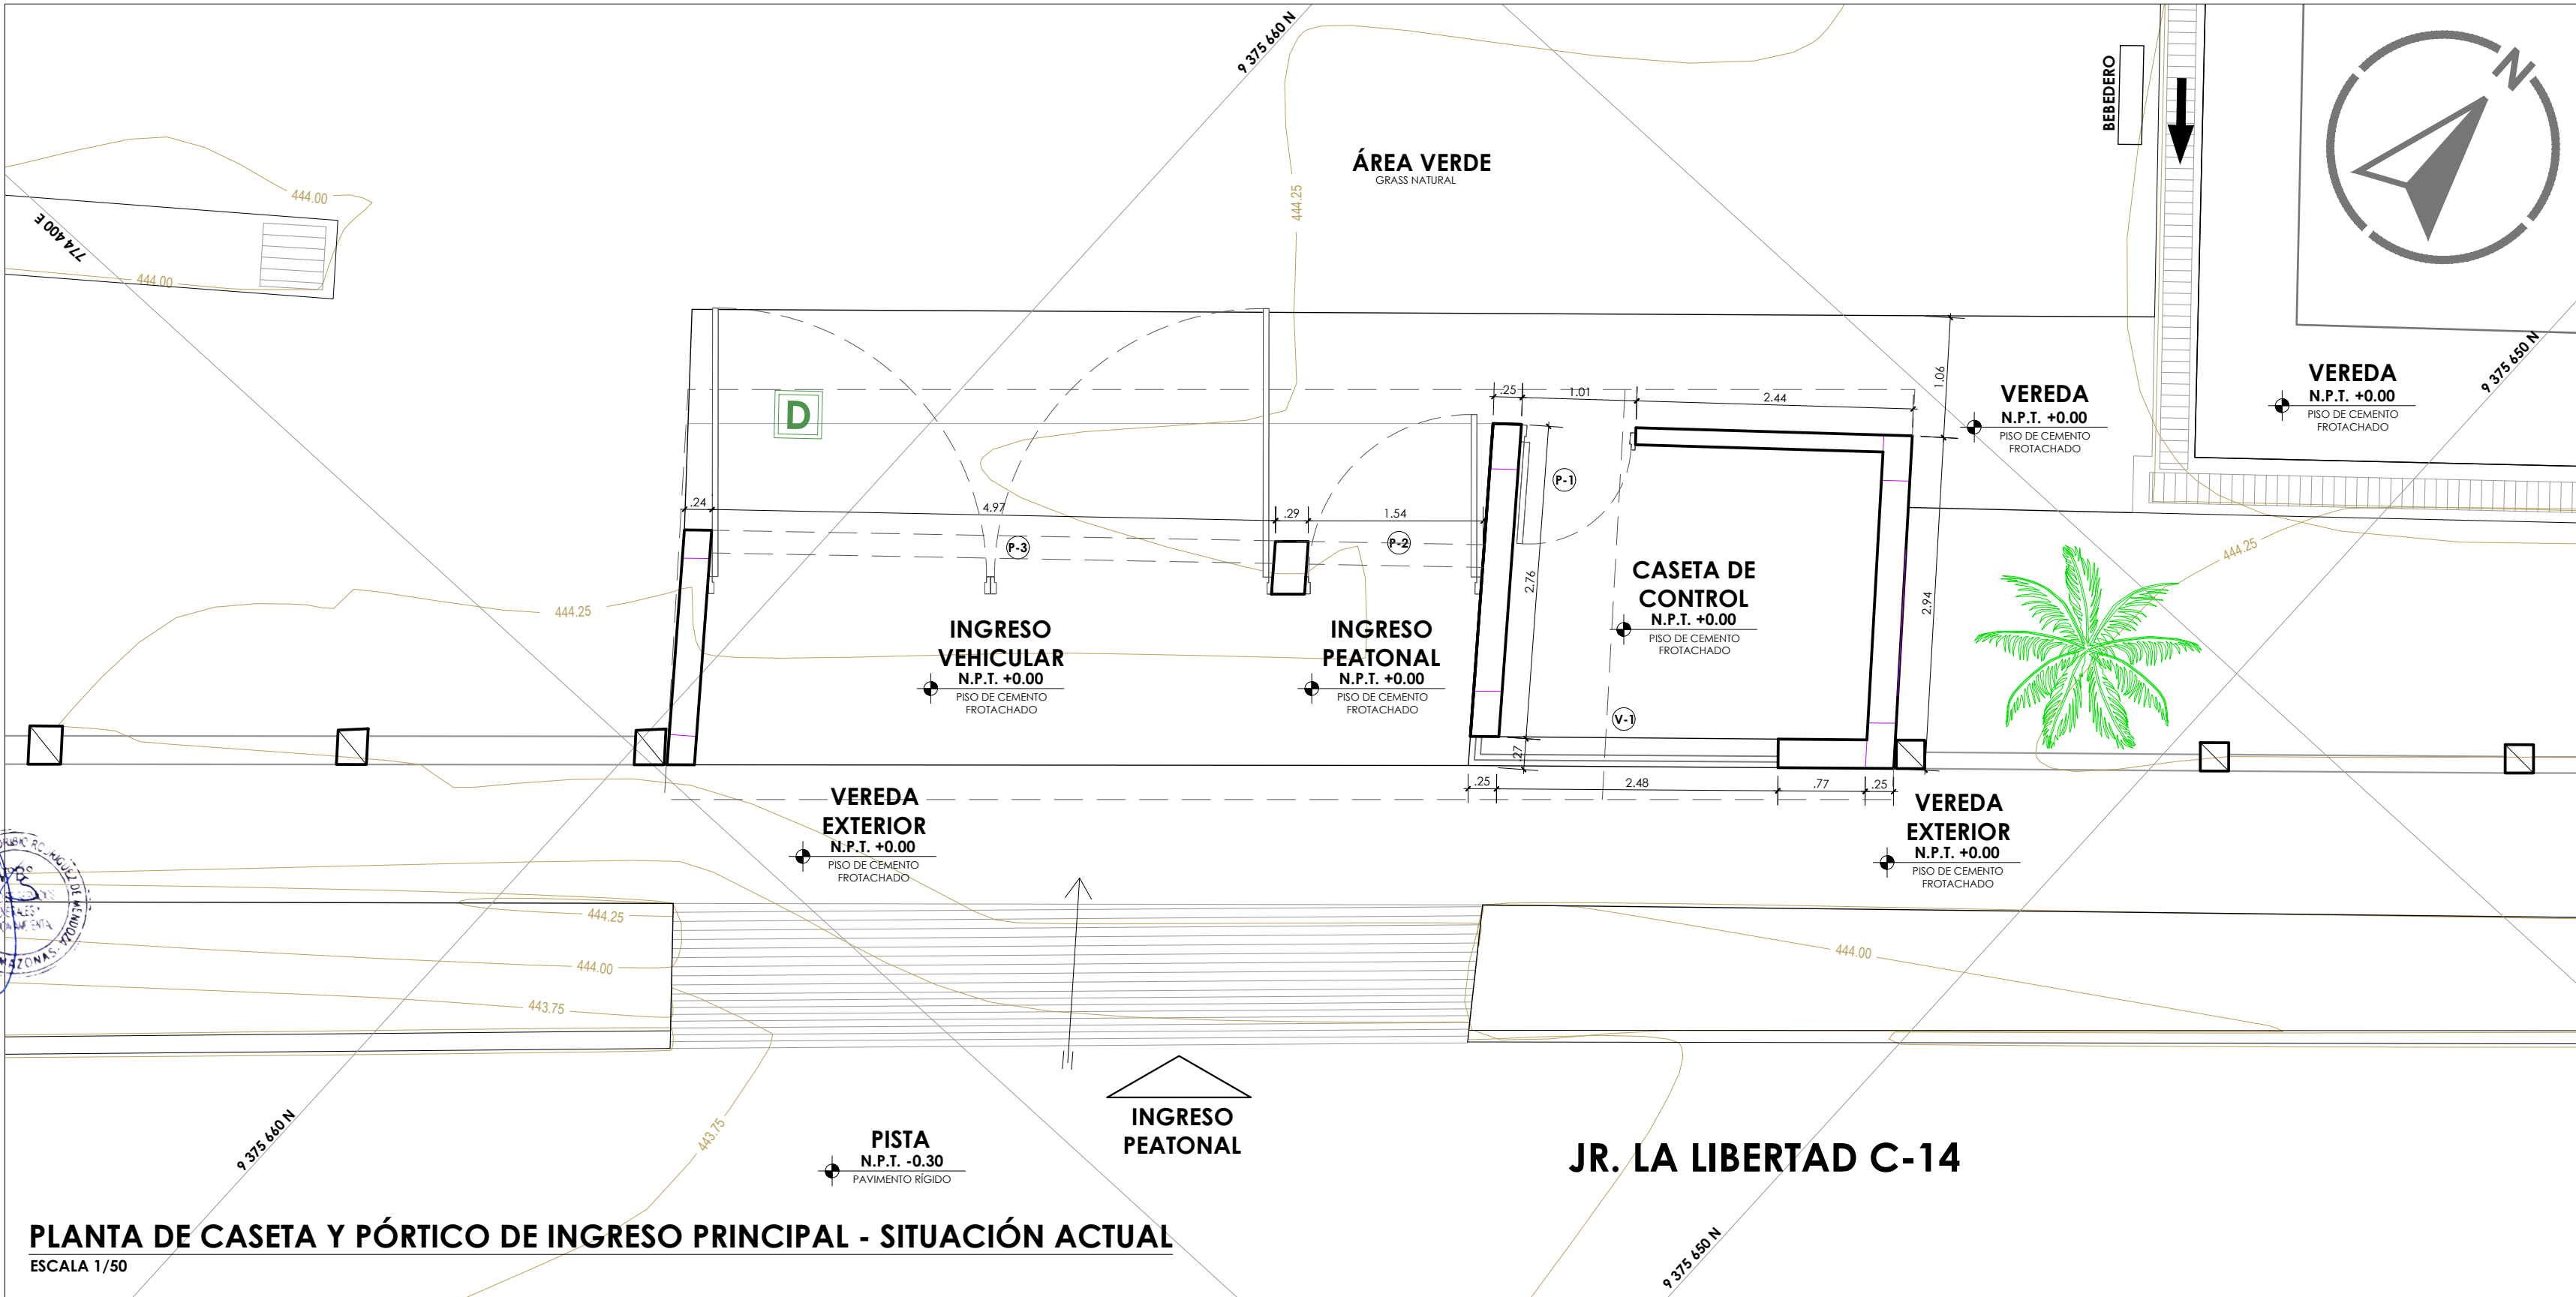 9 375 660 N
BEBEDERO
N
ÁREA VERDE
GRASS NATURAL
444.25
444.00
774 400 E
444.00
9 375 650 N
1.06
VEREDA
N.P.T. +0.00
PISO DE CEMENTO
FROTACHADO
VEREDA
N.P.T. +0.00
PISO DE CEMENTO
FROTACHADO
D
.25
1.01
2.44
P-1
.24
4.97
.29
1.54
P-3
P-2
2.76
2.94
444.25
444.25
CASETA DE
CONTROL
N.P.T. +0.00
PISO DE CEMENTO
FROTACHADO
INGRESO
VEHICULAR
N.P.T. +0.00
PISO DE CEMENTO
FROTACHADO
INGRESO
PEATONAL
N.P.T. +0.00
PISO DE CEMENTO
FROTACHADO
V-1
.27
.25
2.48
.77
.25
VEREDA
EXTERIOR
N.P.T. +0.00
PISO DE CEMENTO
FROTACHADO
VEREDA
EXTERIOR
N.P.T. +0.00
PISO DE CEMENTO
FROTACHADO
RODRIGUEZ DE MENDOZA
444.25
444.00
443.75
444.00
9 375 660 N
443.75
PISTA
N.P.T. -0.30
PAVIMENTO RÍGIDO
INGRESO
PEATONAL
JR. LA LIBERTAD C-14
9 375 650 N
PLANTA DE CASETA Y PÓRTICO DE INGRESO PRINCIPAL - SITUACIÓN ACTUAL
ESCALA 1/50